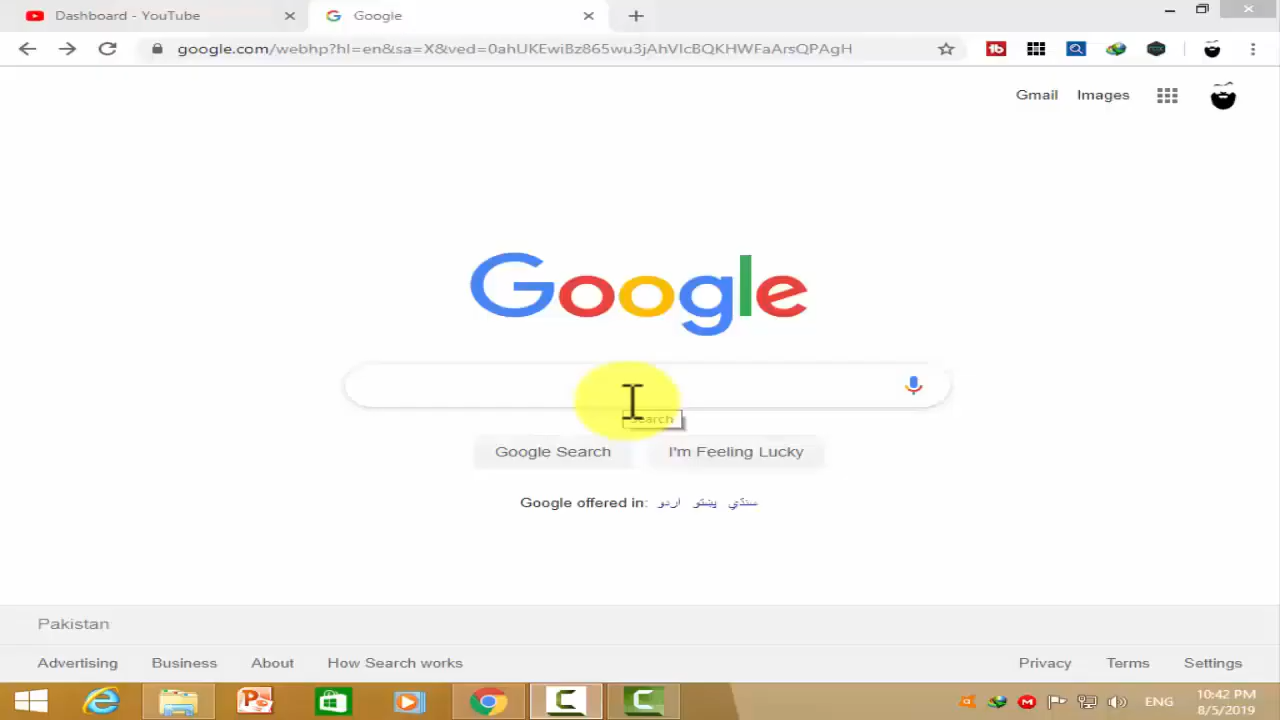 Dashboard - YouTube
Google
google.com/webhp?hl=en&sa=X&ved=0ahUKEwiBz865wu3jAhVIcBQKHWFaArsQPAgH
Gmail Images
Google
Search
Google Search I'm Feeling Lucky
Google offered in: اردو پښتو سنڌي
Pakistan
Advertising Business About How Search works Privacy Terms Settings
ENG
10:42 PM
8/5/2019